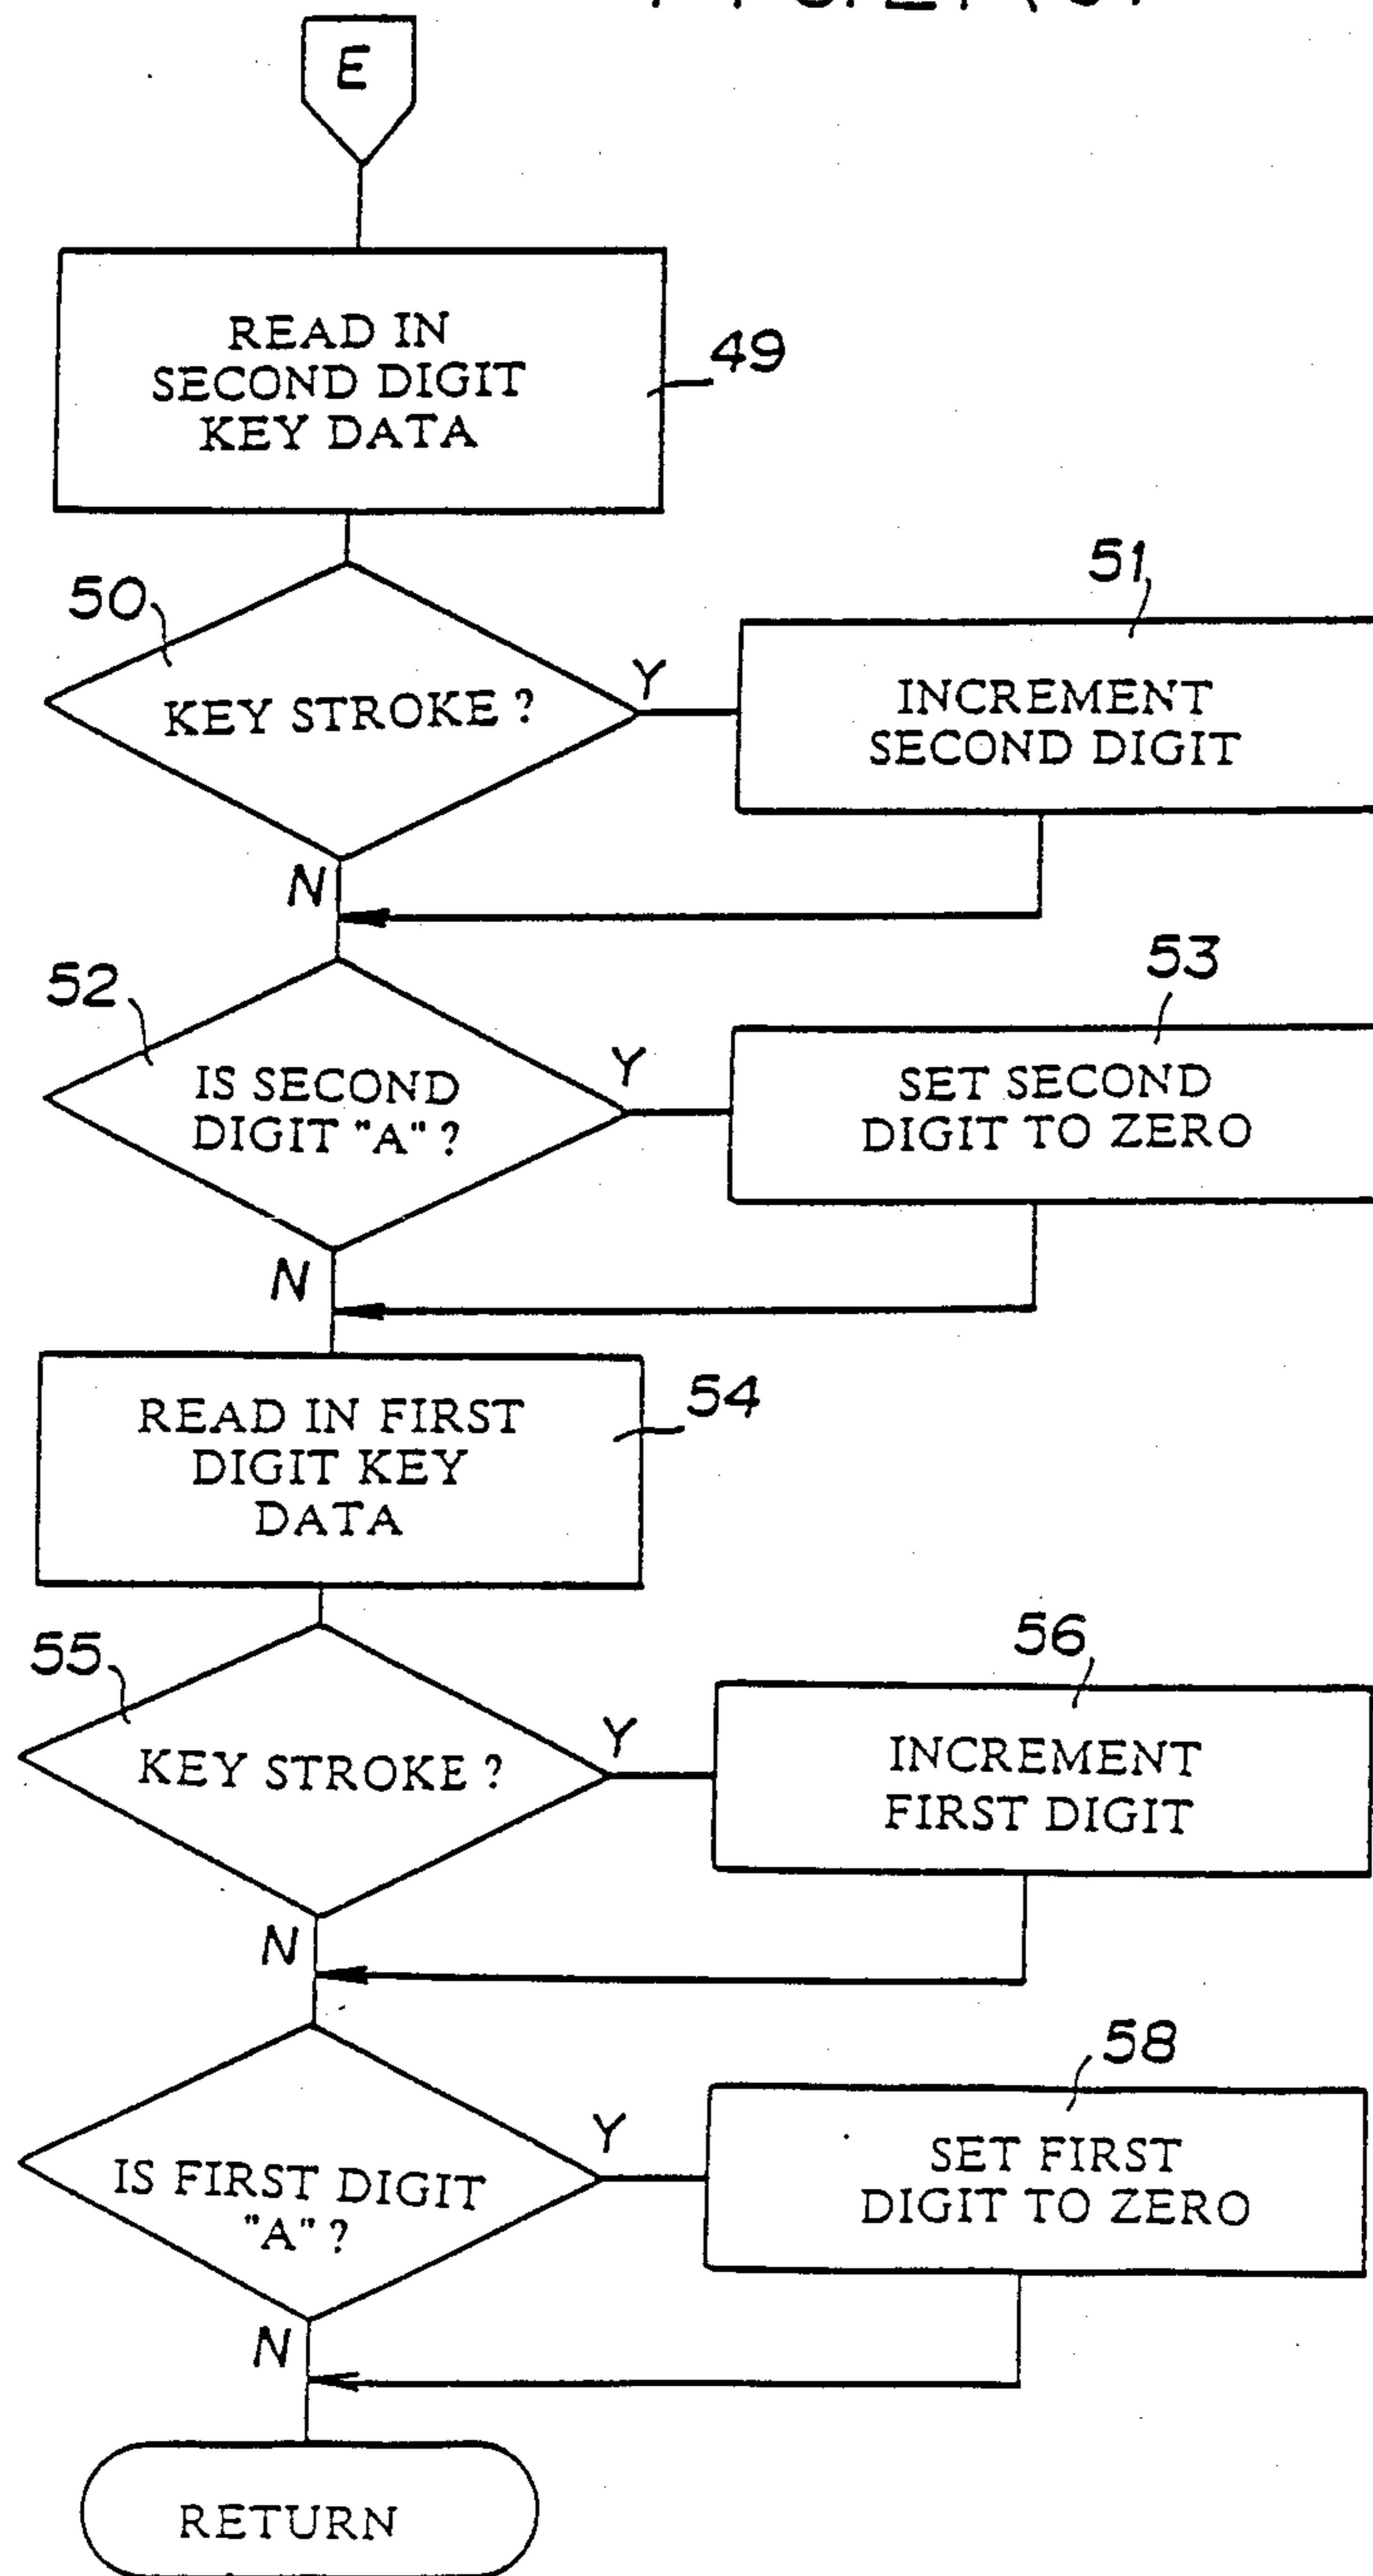 E
READ IN
SECOND DIGIT
KEY DATA
49
50
KEY STROKE ?
Y
N
51
INCREMENT
SECOND DIGIT
52
IS SECOND
DIGIT "A" ?
Y
N
53
SET SECOND
DIGIT TO ZERO
READ IN FIRST
DIGIT KEY
DATA
54
55
KEY STROKE ?
Y
N
56
INCREMENT
FIRST DIGIT
IS FIRST DIGIT
"A" ?
Y
N
58
SET FIRST
DIGIT TO ZERO
RETURN